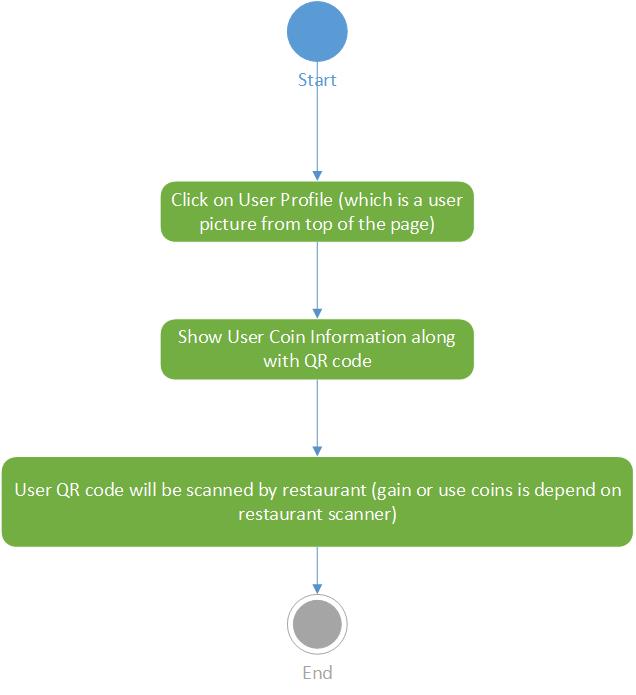 Start
Click on User Profile (which is a user
picture from top of the page)
Show User Coin Information along
with QR code
User QR code will be scanned by restaurant (gain or use coins is depend on
restaurant scanner)
End